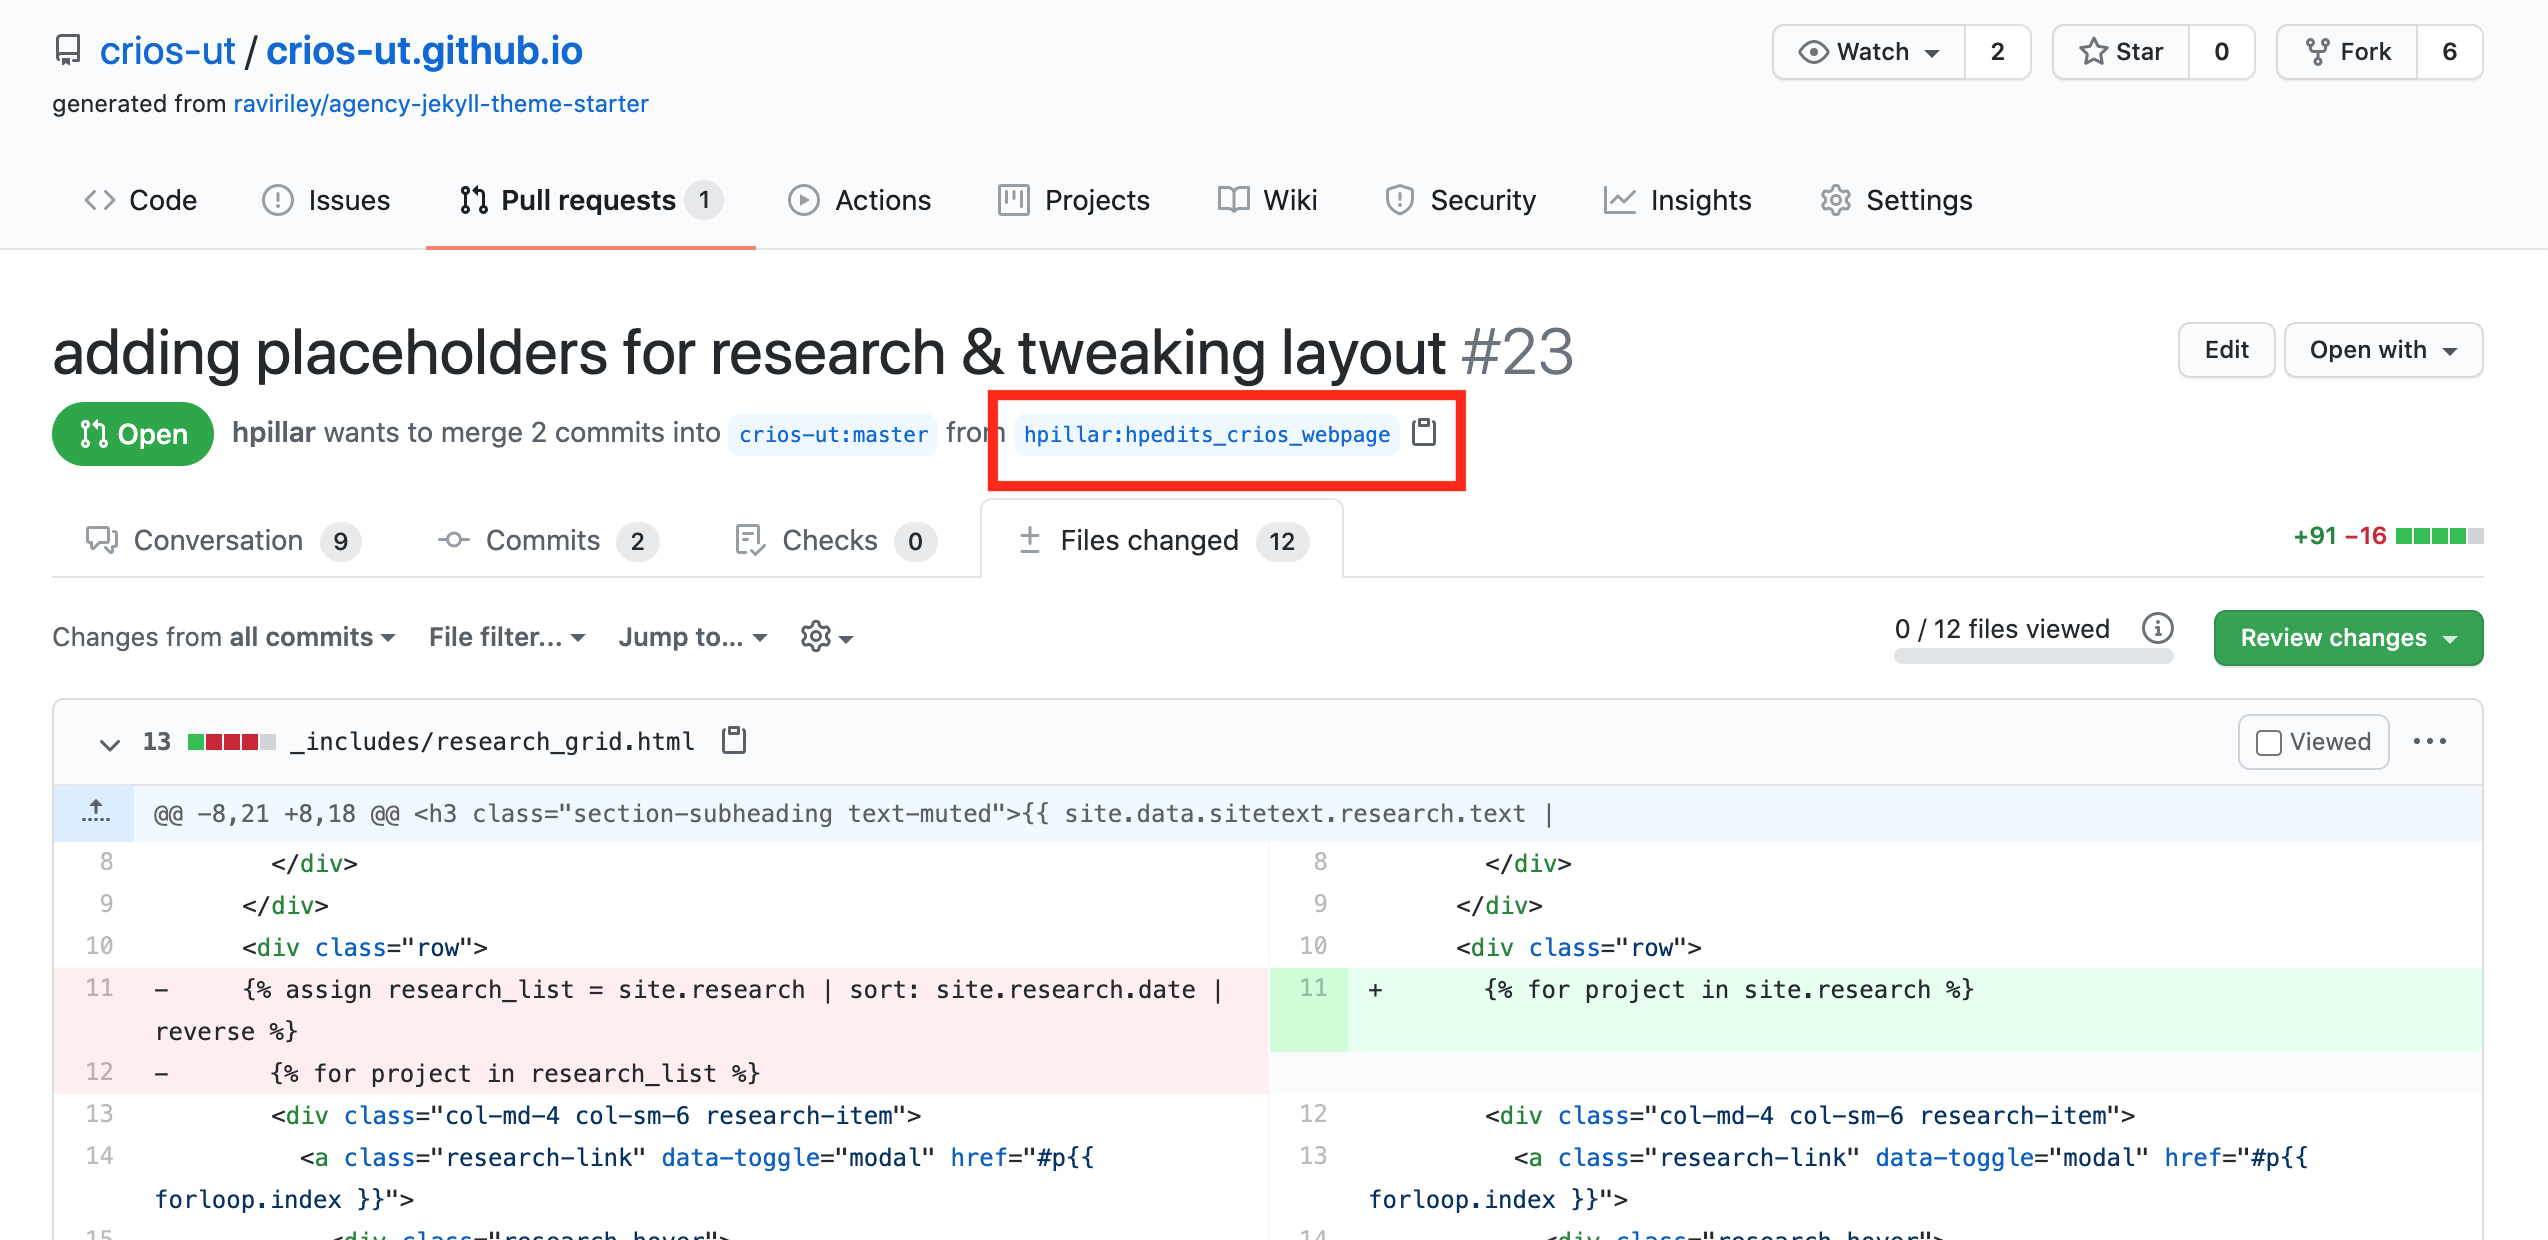 crios-ut / crios-ut.github.io
Watch 2 Star 0 Fork 6
generated from raviriley/agency-jekyll-theme-starter
Code Issues Pull requests 1 Actions Projects Wiki Security Insights Settings
adding placeholders for research & tweaking layout #23
Edit Open with
Open hpillar wants to merge 2 commits into crios-ut:master from hpillar:hpedits_crios_webpage
Conversation 9 Commits 2 Checks 0 Files changed 12
+91 −16
Changes from all commits File filter... Jump to...
0 / 12 files viewed
Review changes
13 _includes/research_grid.html
Viewed
@@ -8,21 +8,18 @@ <h3 class="section-subheading text-muted">{{ site.data.sitetext.research.text |
8 </div>
9 </div>
10 <div class="row">
11 - {% assign research_list = site.research | sort: site.research.date |
reverse %}
12 - {% for project in research_list %}
13 <div class="col-md-4 col-sm-6 research-item">
14 <a class="research-link" data-toggle="modal" href="#p{{
forloop.index }}">
15 <div class="research-hover">
8 </div>
9 </div>
10 <div class="row">
11 + {% for project in site.research %}
12 <div class="col-md-4 col-sm-6 research-item">
13 <a class="research-link" data-toggle="modal" href="#p{{
forloop.index }}">
14 <div class="research-hover">